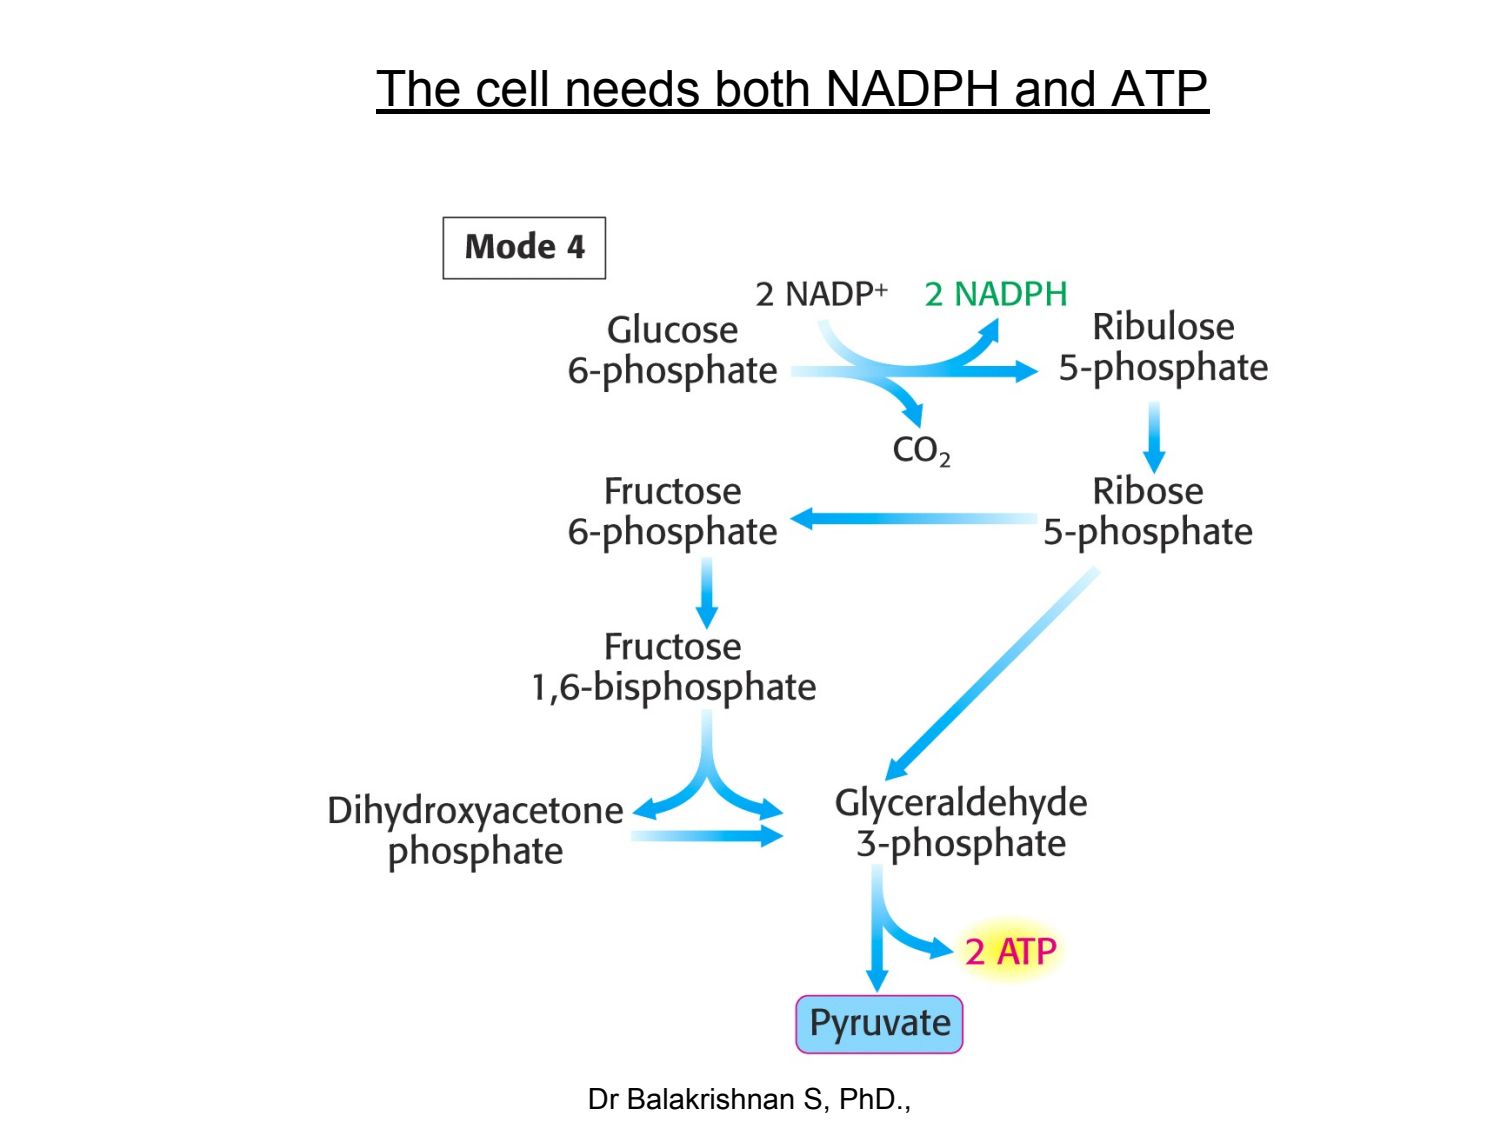 The cell needs both NADPH and ATP
Mode 4
2 NADP⁺
2 NADPH
Glucose
6-phosphate
Ribulose
5-phosphate
CO₂
Fructose
6-phosphate
Ribose
5-phosphate
Fructose
1,6-bisphosphate
Dihydroxyacetone
phosphate
Glyceraldehyde
3-phosphate
2 ATP
Pyruvate
Dr Balakrishnan S, PhD.,